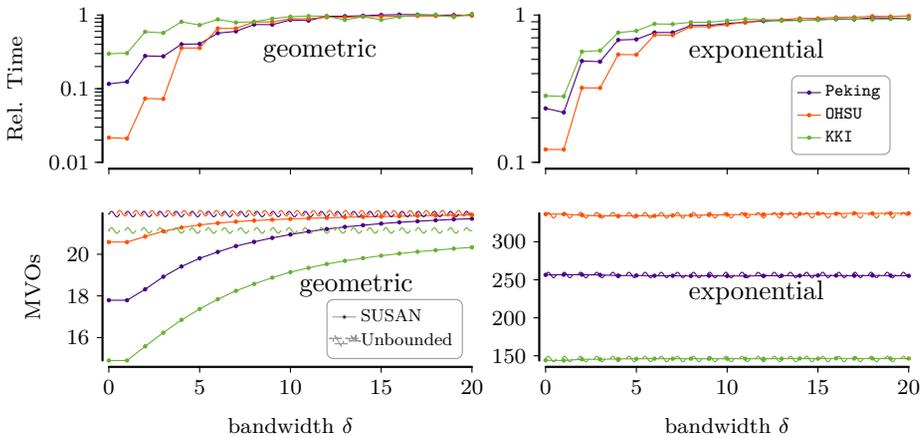 1
0.1
0.01
Rel. Time
geometric
1
0.1
exponential
Peking
OHSU
KKI
20
18
16
MVOs
geometric
SUSAN
Unbounded
0 5 10 15 20
bandwidth δ
300
250
200
150
exponential
0 5 10 15 20
bandwidth δ